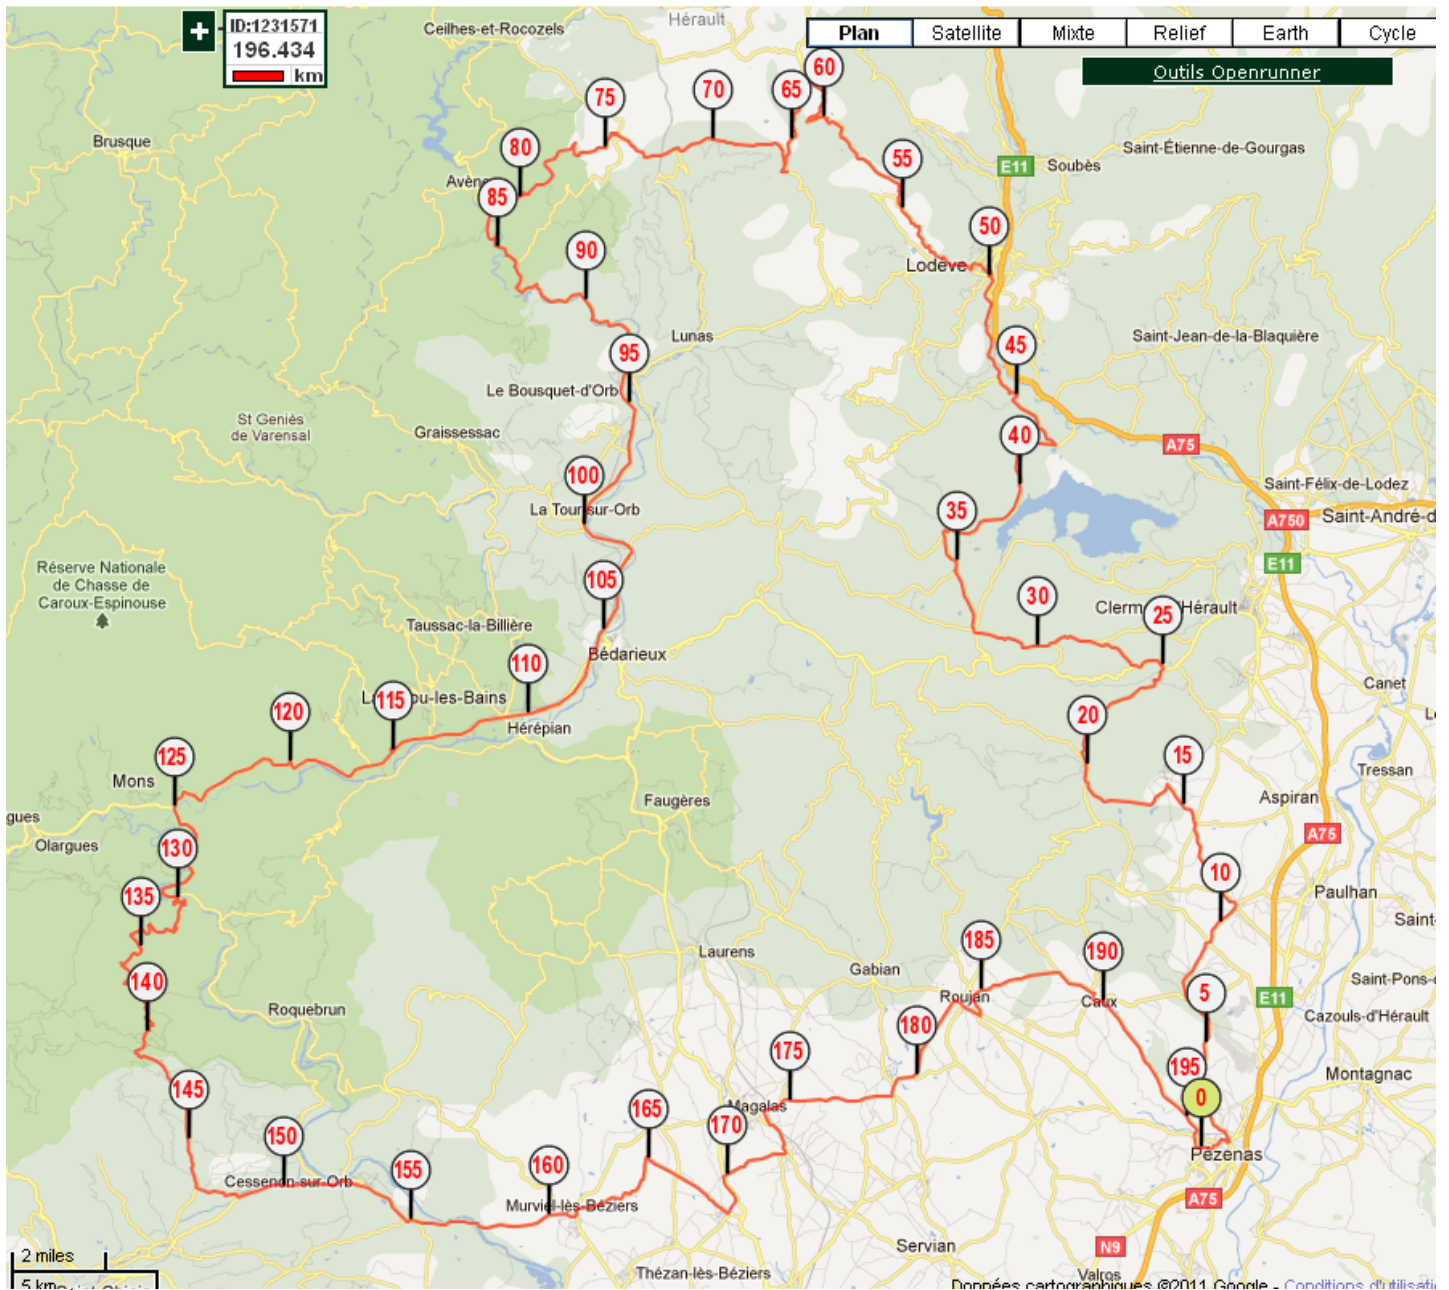 ID:1231571
196.434
km
Plan
Satellite
Mixte
Relief
Earth
Cycle
Outils Openrunner
Hérault
Ceilhes-et-Rocozels
60
65
70
75
Brusque
80
55
E11
Soubès
Saint-Étienne-de-Gourgas
85
50
90
Lodève
Lunas
95
45
Saint-Jean-de-la-Blaquière
Le Bousquet-d'Orb
St Geniès
de Varensal
Graissessac
40
A75
100
La Tour-sur-Orb
35
Saint-Félix-de-Lodez
A750
E11
Réserve Nationale
de Chasse de
Caroux-Espinouse
105
30
25
Taussac-la-Billière
Bédarieux
110
115
120
Hérépian
20
15
Canet
125
Mons
Tressan
Aspiran
Faugères
Olargues
A75
130
135
10
Paulhan
140
Laurens
Gabian
185
190
Roujan
Caux
5
E11
Cazouls-d'Hérault
Roquebrun
180
175
195
0
Montagnac
145
Magalas
165
170
150
155
160
Pézenas
Cessenon-sur-Orb
Murviel-lès-Béziers
A75
2 miles
5 km
Servian
N9
Valros
Thézan-lès-Béziers
Données cartographiques ©2011 Google -